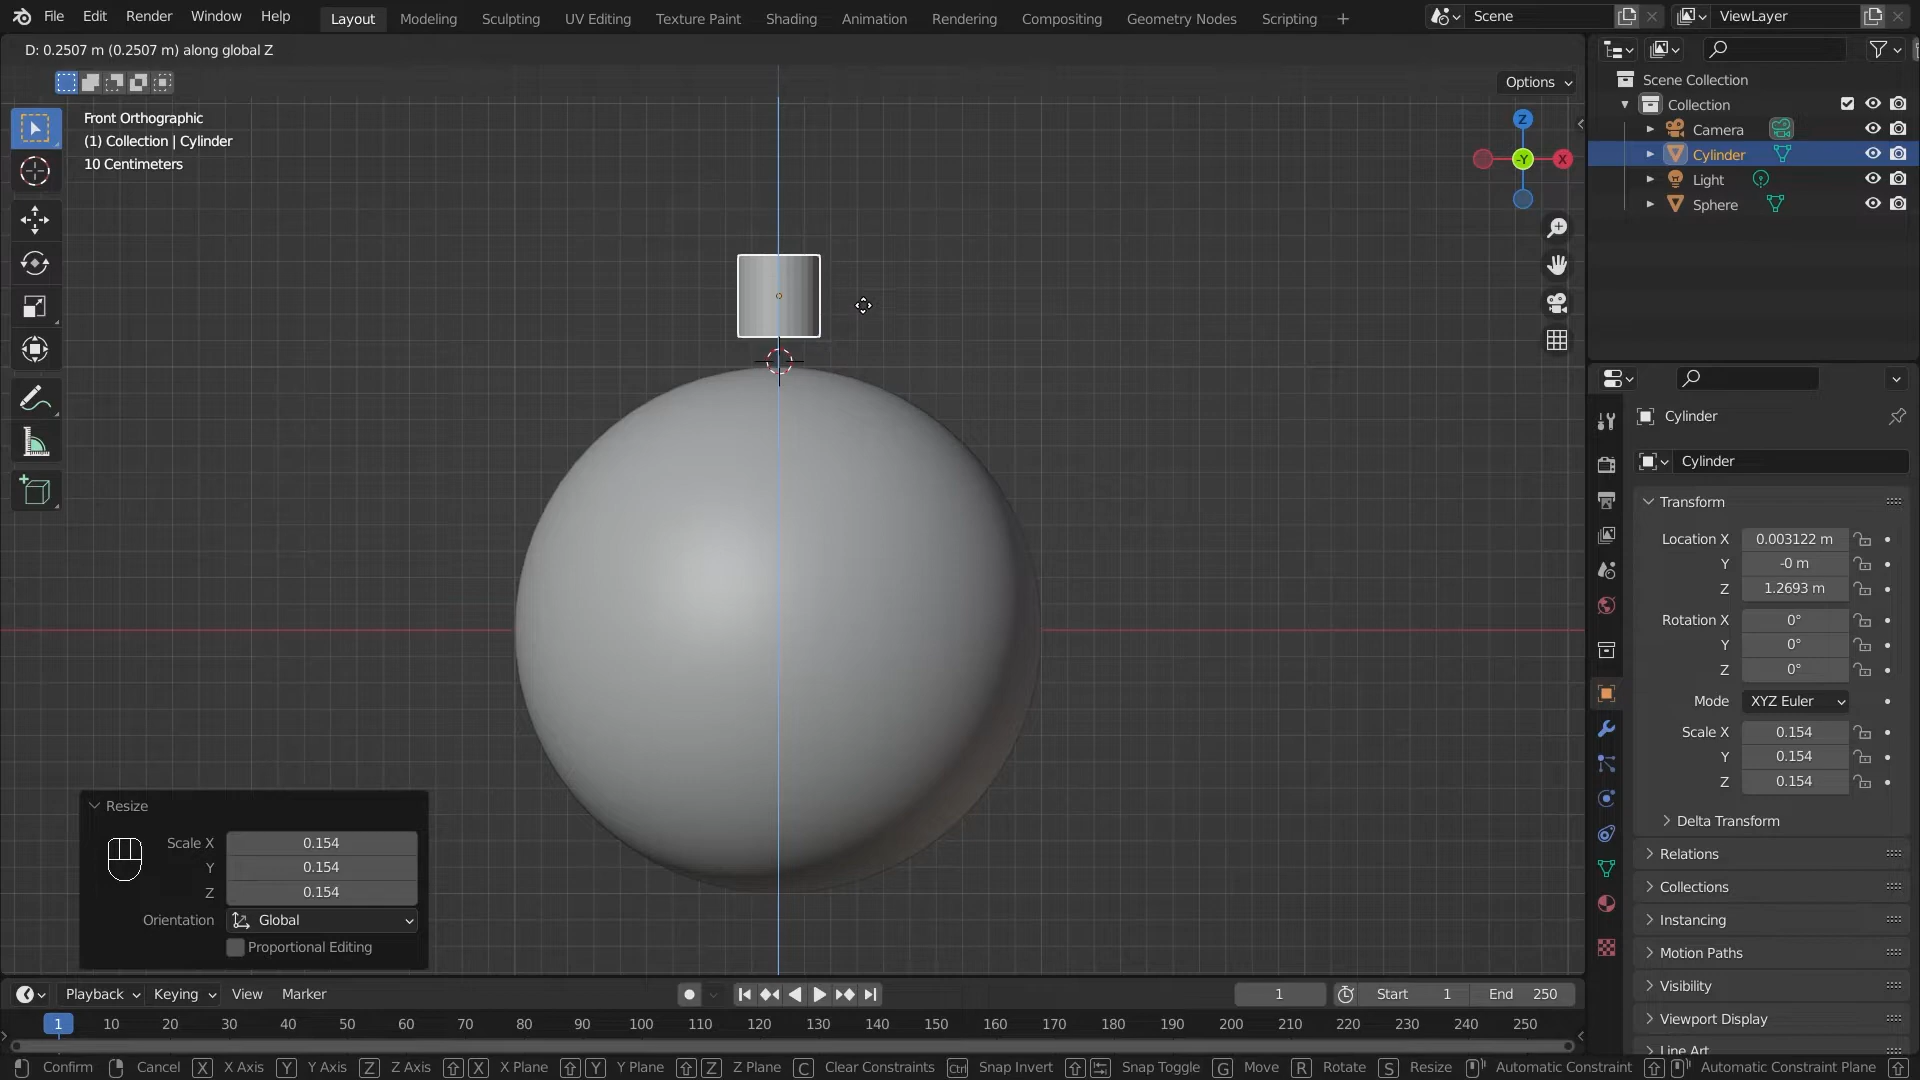 File Edit Render Window Help Layout Modeling Sculpting UV Editing Texture Paint Shading Animation Rendering Compositing Geometry Nodes Scripting + Scene ViewLayer
D: 0.2507 m (0.2507 m) along global Z
Options
Front Orthographic
(1) Collection | Cylinder
10 Centimeters
Z
-Y
X
Scene Collection
Collection
Camera
Cylinder
Light
Sphere
Cylinder
Cylinder
Transform
Location X 0.003122 m
Y -0 m
Z 1.2693 m
Rotation X 0°
Y 0°
Z 0°
Mode XYZ Euler
Scale X 0.154
Y 0.154
Z 0.154
Delta Transform
Relations
Collections
Instancing
Motion Paths
Visibility
Viewport Display
Line Art
Resize
Scale X 0.154
Y 0.154
Z 0.154
Orientation Global
Proportional Editing
Playback Keying View Marker 1 Start 1 End 250
1 10 20 30 40 50 60 70 80 90 100 110 120 130 140 150 160 170 180 190 200 210 220 230 240 250
Confirm Cancel X X Axis Y Y Axis Z Z Axis X X Plane Y Y Plane Z Z Plane C Clear Constraints Ctrl Snap Invert Snap Toggle G Move R Rotate S Resize Automatic Constraint Automatic Constraint Plane